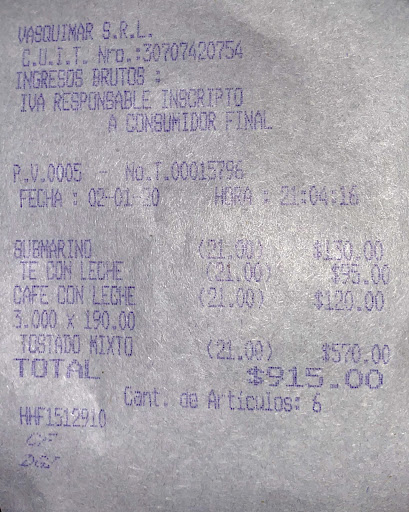 VASQUIMAR S.R.L.
C.U.I.T. Nro.:30707420754
INGRESOS BRUTOS :
IVA RESPONSABLE INSCRIPTO
A CONSUMIDOR FINAL
P.V.0005 - No.T.00015796
FECHA : 02-01-20 HORA : 21:04:16
SUBMARINO (21.00) $130.00
TE CON LECHE (21.00) $95.00
CAFE CON LECHE (21.00) $120.00
3.000 X 190.00
TOSTADO MIXTO (21.00) $570.00
TOTAL $915.00
Cant. de Articulos: 6
HHF1512910
CF
DGI